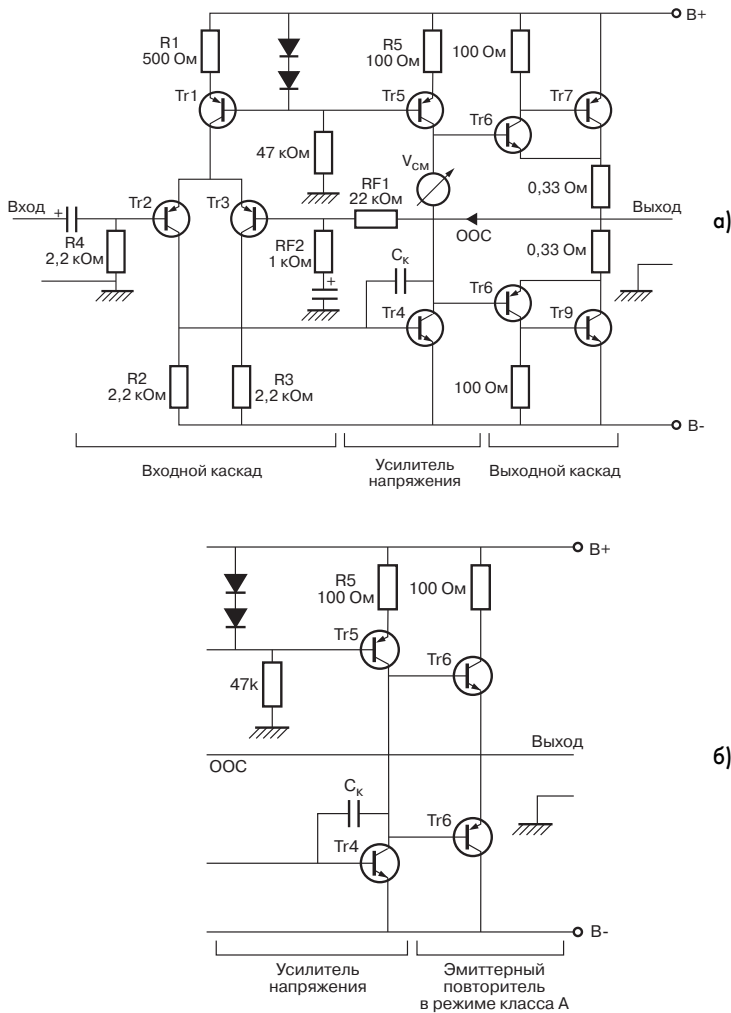 B+
R1
500 Ом
R5
100 Ом
100 Ом
Tr1
Tr5
Tr7
Tr6
47 кОм
Vсм
0,33 Ом
Вход
+
Tr2
Tr3
RF1
22 кОм
Выход
а)
ООС
R4
2,2 кОм
RF2
1 кОм
+
Cк
0,33 Ом
Tr6
Tr4
Tr9
R2
2,2 кОм
R3
2,2 кОм
100 Ом
B-
Входной каскад
Усилитель
напряжения
Выходной каскад
B+
R5
100 Ом
100 Ом
Tr5
Tr6
47k
Выход
б)
ООС
Cк
Tr6
Tr4
B-
Усилитель
напряжения
Эмиттерный
повторитель
в режиме класса А